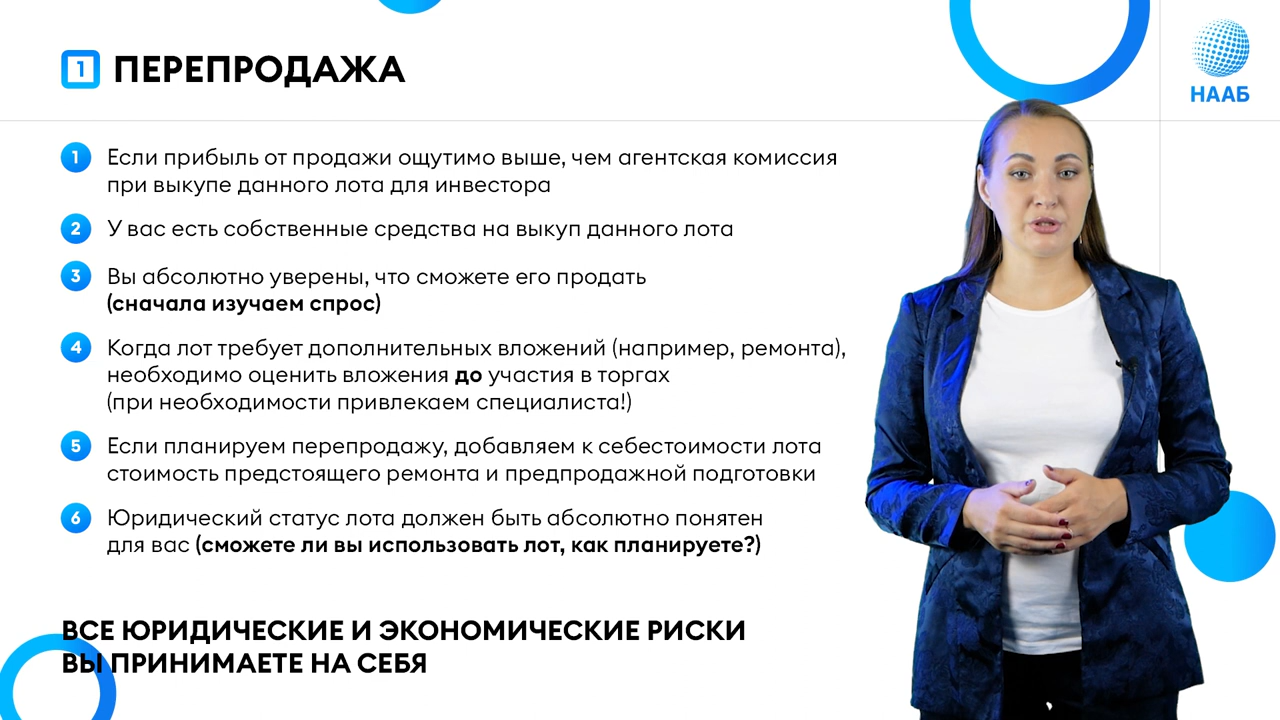 1 ПЕРЕПРОДАЖА
НААБ
1 Если прибыль от продажи ощутимо выше, чем агентская комиссия
при выкупе данного лота для инвестора
2 У вас есть собственные средства на выкуп данного лота
3 Вы абсолютно уверены, что сможете его продать
(сначала изучаем спрос)
4 Когда лот требует дополнительных вложений (например, ремонта),
необходимо оценить вложения до участия в торгах
(при необходимости привлекаем специалиста!)
5 Если планируем перепродажу, добавляем к себестоимости лота
стоимость предстоящего ремонта и предпродажной подготовки
6 Юридический статус лота должен быть абсолютно понятен
для вас (сможете ли вы использовать лот, как планируете?)
ВСЕ ЮРИДИЧЕСКИЕ И ЭКОНОМИЧЕСКИЕ РИСКИ
ВЫ ПРИНИМАЕТЕ НА СЕБЯ